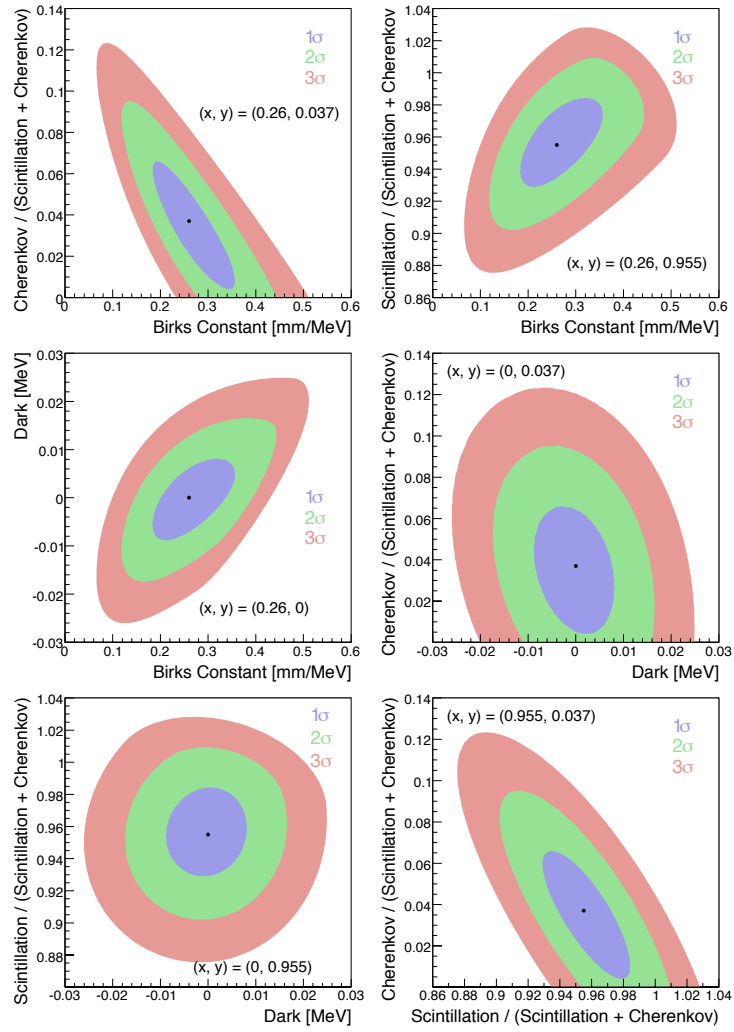 Cherenkov / (Scintillation + Cherenkov)
0.14
0.12
0.1
0.08
0.06
0.04
0.02
0
1σ
2σ
3σ
(x, y) = (0.26, 0.037)
0 0.1 0.2 0.3 0.4 0.5 0.6
Birks Constant [mm/MeV]
Scintillation / (Scintillation + Cherenkov)
1.04
1.02
1
0.98
0.96
0.94
0.92
0.9
0.88
0.86
1σ
2σ
3σ
(x, y) = (0.26, 0.955)
0 0.1 0.2 0.3 0.4 0.5 0.6
Birks Constant [mm/MeV]
Dark [MeV]
0.03
0.02
0.01
0
-0.01
-0.02
-0.03
1σ
2σ
3σ
(x, y) = (0.26, 0)
0 0.1 0.2 0.3 0.4 0.5 0.6
Birks Constant [mm/MeV]
Cherenkov / (Scintillation + Cherenkov)
0.14
0.12
0.1
0.08
0.06
0.04
0.02
(x, y) = (0, 0.037)
1σ
2σ
3σ
-0.03 -0.02 -0.01 0 0.01 0.02 0.03
Dark [MeV]
Scintillation / (Scintillation + Cherenkov)
1.04
1.02
1
0.98
0.96
0.94
0.92
0.9
0.88
1σ
2σ
3σ
(x, y) = (0, 0.955)
-0.03 -0.02 -0.01 0 0.01 0.02 0.03
Dark [MeV]
Cherenkov / (Scintillation + Cherenkov)
0.14
0.12
0.1
0.08
0.06
0.04
0.02
(x, y) = (0.955, 0.037)
1σ
2σ
3σ
0.86 0.88 0.9 0.92 0.94 0.96 0.98 1 1.02 1.04
Scintillation / (Scintillation + Cherenkov)